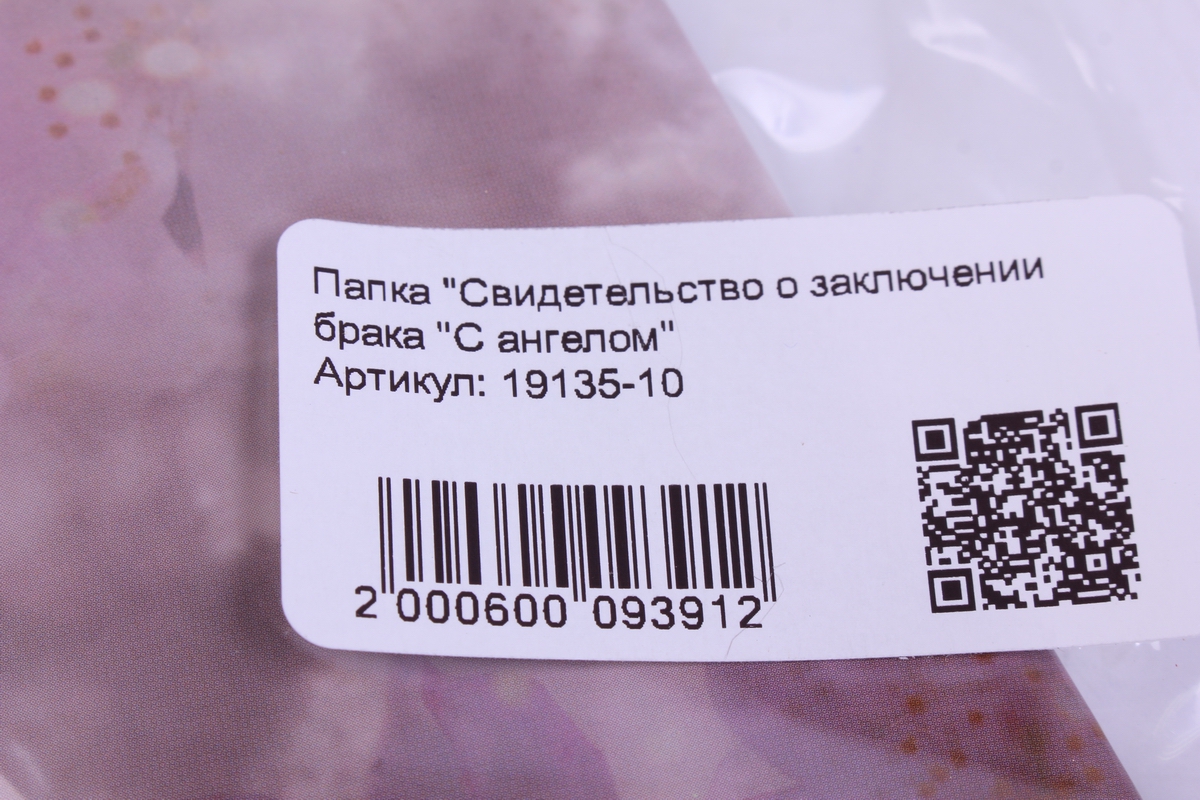 Папка "Свидетельство о заключении
брака "С ангелом"
Артикул: 19135-10
2 000600 093912